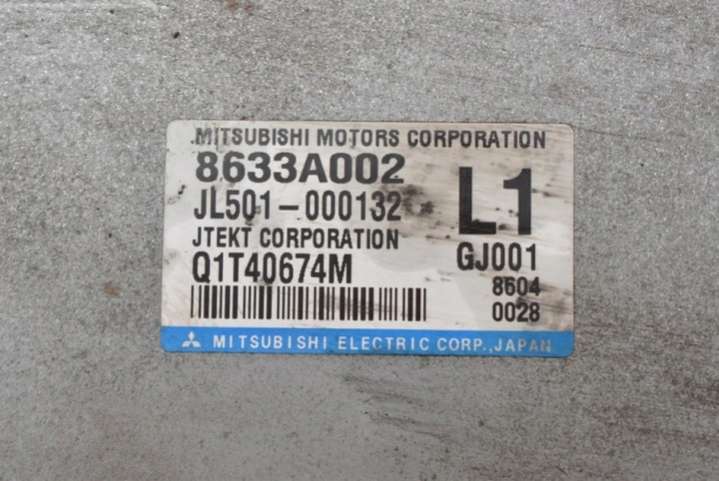 MITSUBISHI MOTORS CORPORATION
8633A002
L1
JL501-000132
JTEKT CORPORATION
GJ001
Q1T40674M
8604
0028
MITSUBISHI ELECTRIC CORP., JAPAN